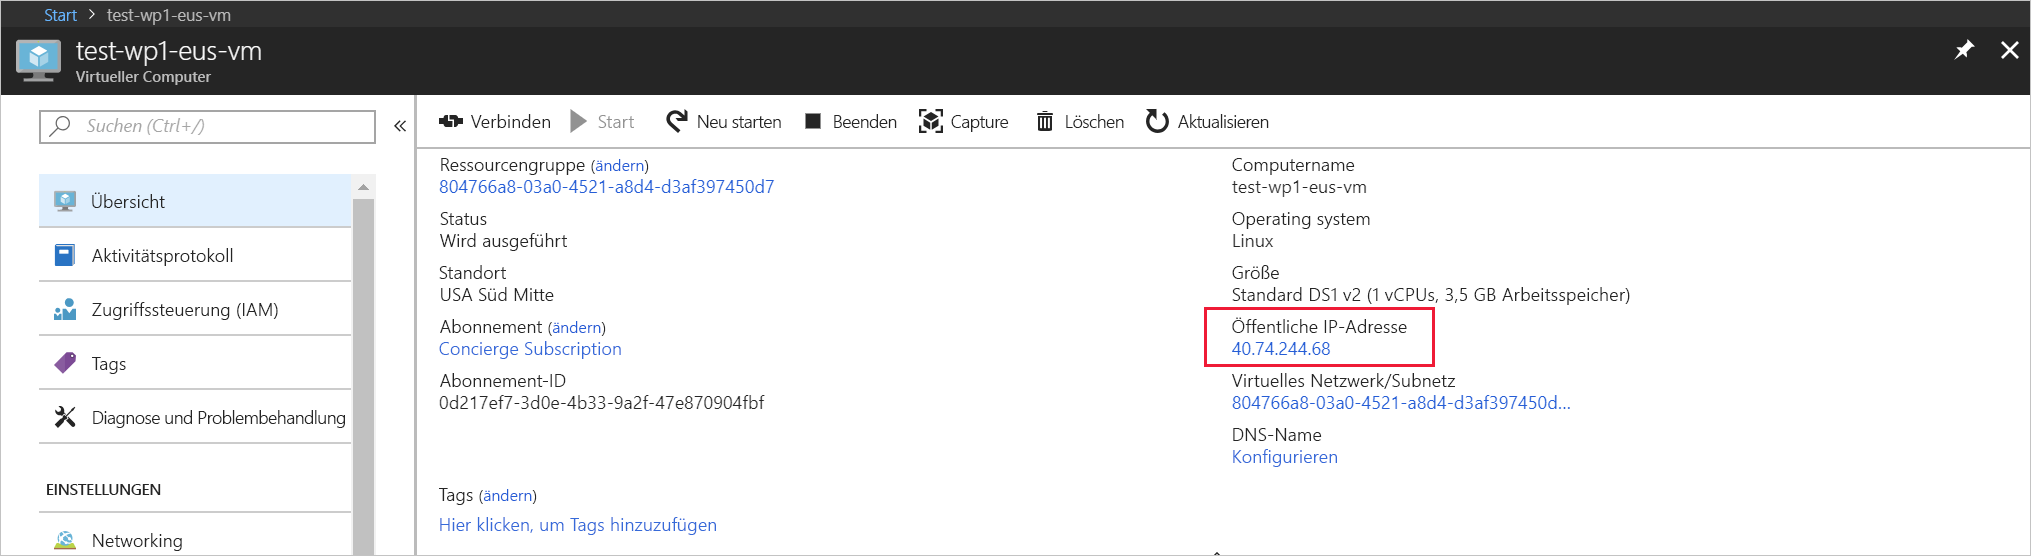 Start > test-wp1-eus-vm
test-wp1-eus-vm
Virtueller Computer
Suchen (Ctrl+/)
«
Übersicht
Aktivitätsprotokoll
Zugriffssteuerung (IAM)
Tags
Diagnose und Problembehandlung
EINSTELLUNGEN
Networking
Verbinden Start Neu starten Beenden Capture Löschen Aktualisieren
Ressourcengruppe (ändern)
804766a8-03a0-4521-a8d4-d3af397450d7
Status
Wird ausgeführt
Standort
USA Süd Mitte
Abonnement (ändern)
Concierge Subscription
Abonnement-ID
0d217ef7-3d0e-4b33-9a2f-47e870904fbf
Computername
test-wp1-eus-vm
Operating system
Linux
Größe
Standard DS1 v2 (1 vCPUs, 3,5 GB Arbeitsspeicher)
Öffentliche IP-Adresse
40.74.244.68
Virtuelles Netzwerk/Subnetz
804766a8-03a0-4521-a8d4-d3af397450d...
DNS-Name
Konfigurieren
Tags (ändern)
Hier klicken, um Tags hinzuzufügen